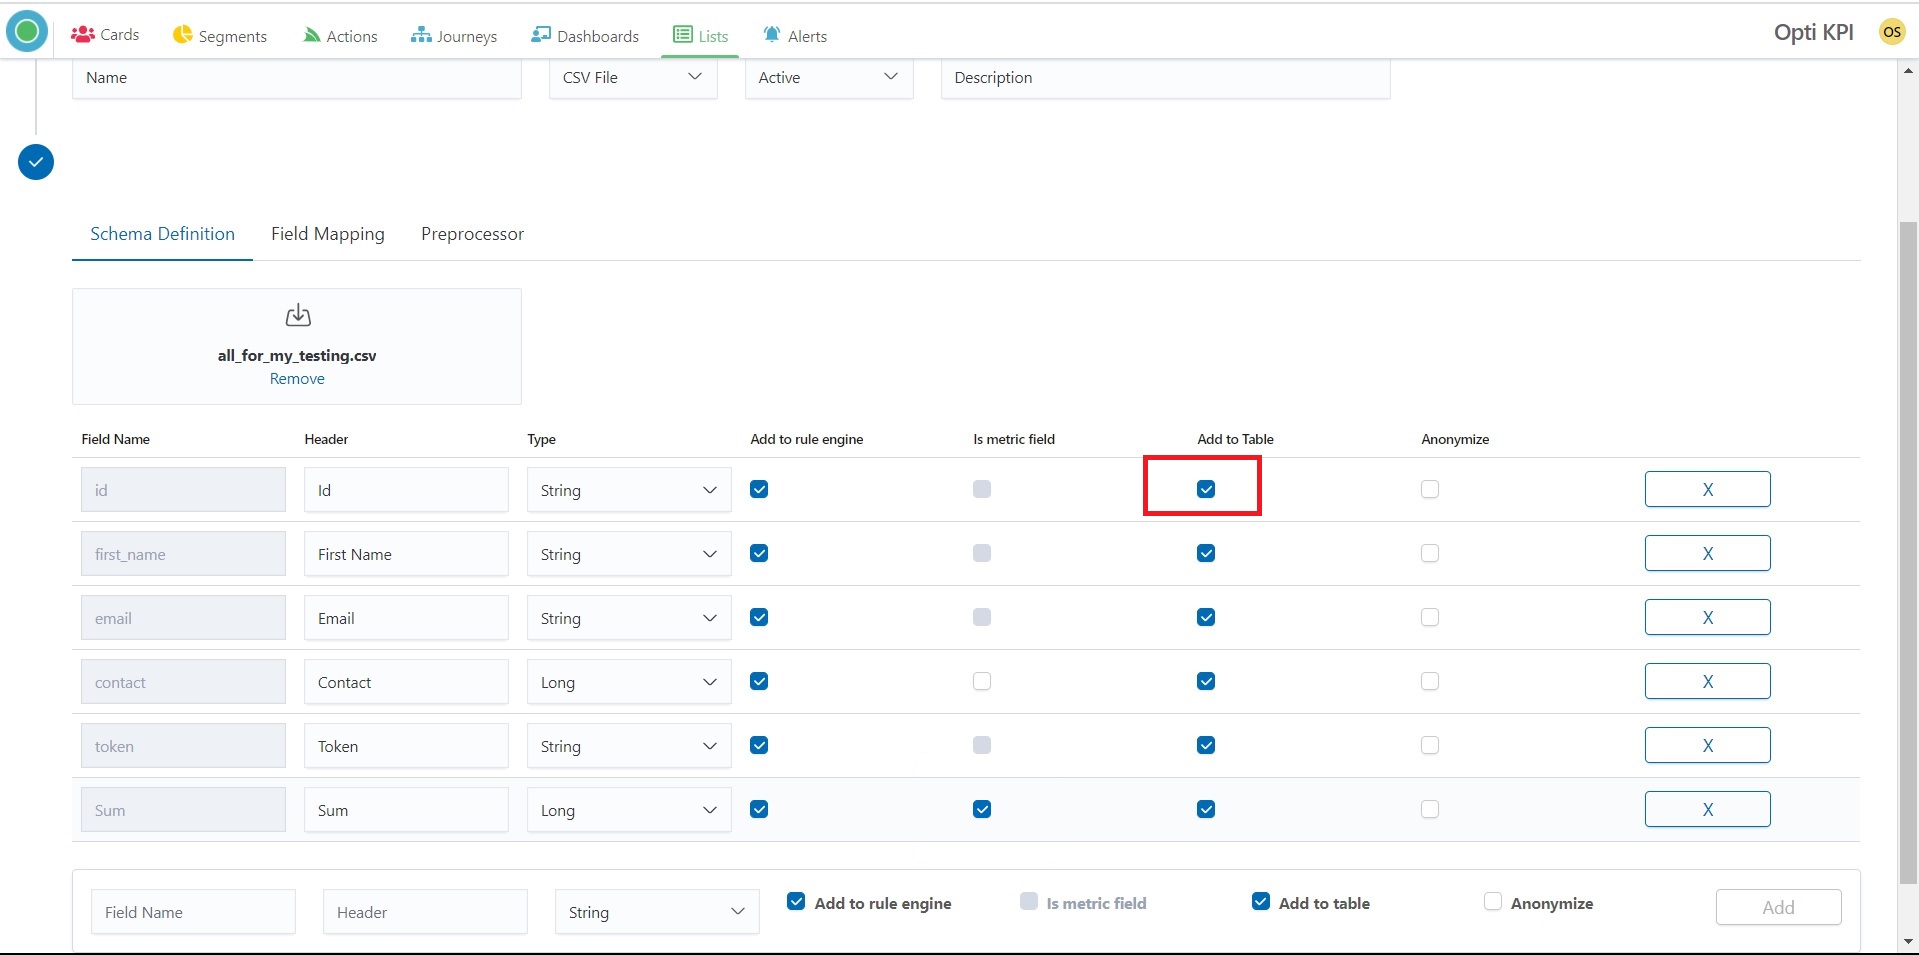 Cards Segments Actions Journeys Dashboards Lists Alerts Opti KPI OS
Name CSV File Active Description
Schema Definition Field Mapping Preprocessor
all_for_my_testing.csv
Remove
Field Name Header Type Add to rule engine Is metric field Add to Table Anonymize
id Id String X
first_name First Name String X
email Email String X
contact Contact Long X
token Token String X
Sum Sum Long X
Field Name Header String Add to rule engine Is metric field Add to table Anonymize Add